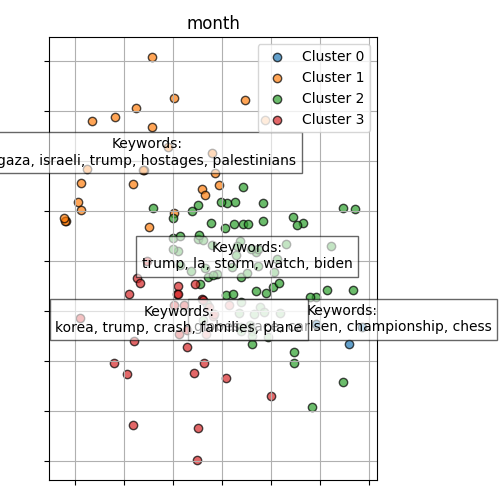 month
Cluster 0
Cluster 1
Cluster 2
Cluster 3
Keywords:
gaza, israeli, trump, hostages, palestinians
Keywords:
trump, la, storm, watch, biden
Keywords:
korea, trump, crash, families, plane
Keywords:
championship, chess